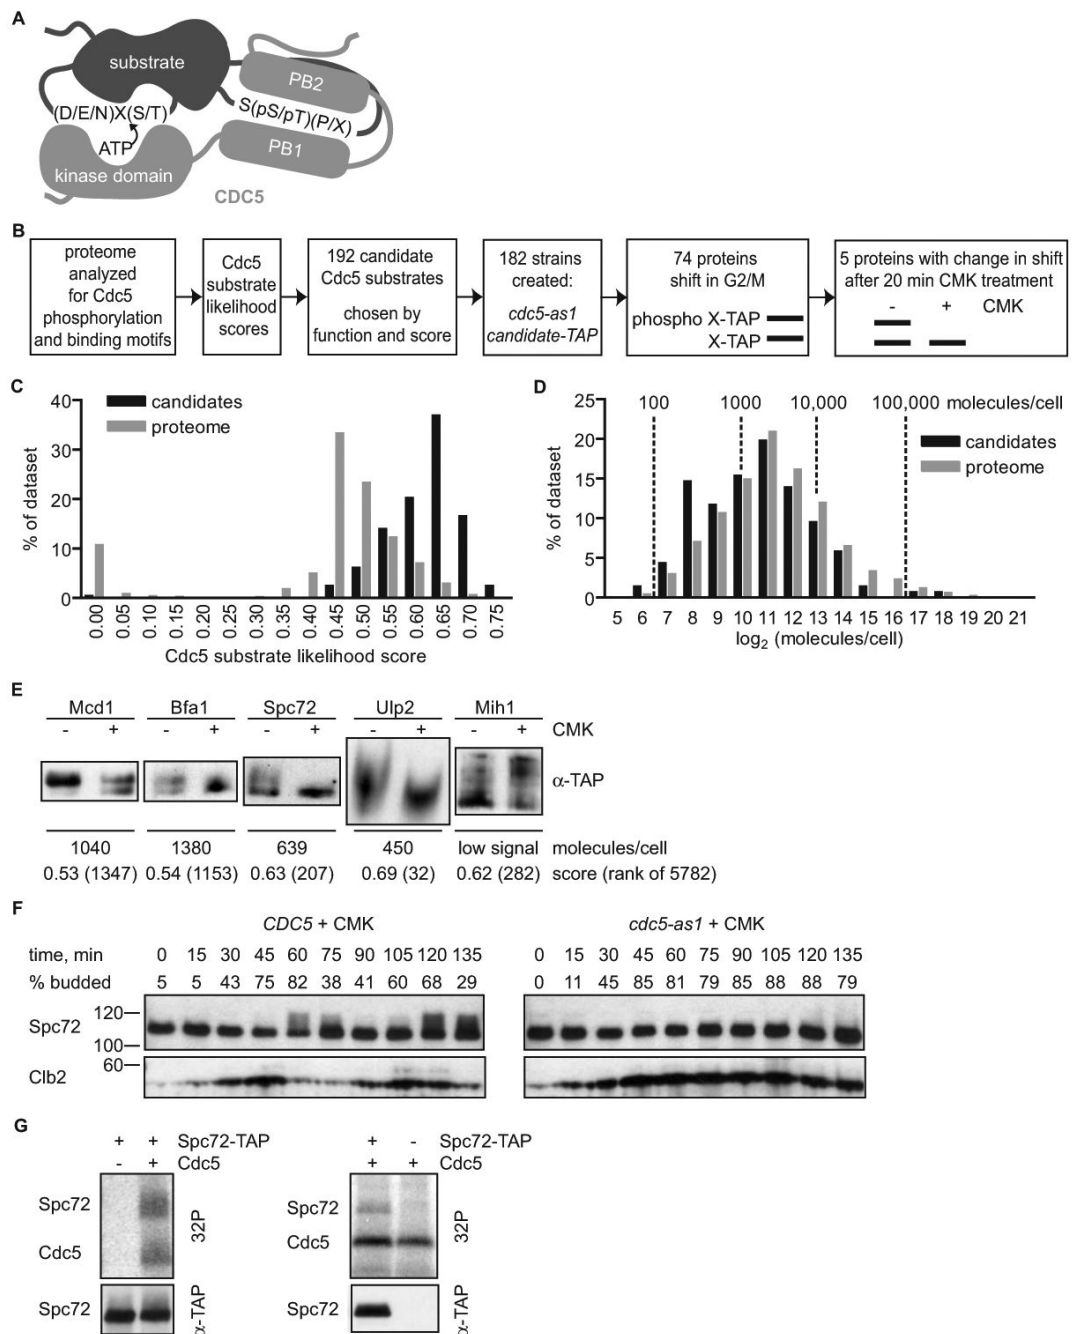 A
substrate
PB2
(D/E/N)X(S/T)
S(pS/pT)(P/X)
ATP
PB1
kinase domain
CDC5
B
proteome
analyzed
for Cdc5
phosphorylation
and binding motifs
Cdc5
substrate
likelihood
scores
192 candidate
Cdc5 substrates
chosen by
function and score
182 strains
created:
cdc5-as1
candidate-TAP
74 proteins
shift in G2/M
phospho X-TAP
X-TAP
5 proteins with change in shift
after 20 min CMK treatment
- + CMK
C
candidates
proteome
% of dataset
40
30
20
10
0
0.00 0.05 0.10 0.15 0.20 0.25 0.30 0.35 0.40 0.45 0.50 0.55 0.60 0.65 0.70 0.75
Cdc5 substrate likelihood score
D
100 1000 10,000 100,000 molecules/cell
candidates
proteome
% of dataset
25
20
15
10
5
0
5 6 7 8 9 10 11 12 13 14 15 16 17 18 19 20 21
log2 (molecules/cell)
E
Mcd1 Bfa1 Spc72 Ulp2 Mih1
- + - + - + - + - + CMK
α-TAP
1040 1380 639 450 low signal molecules/cell
0.53 (1347) 0.54 (1153) 0.63 (207) 0.69 (32) 0.62 (282) score (rank of 5782)
F
CDC5 + CMK cdc5-as1 + CMK
time, min 0 15 30 45 60 75 90 105 120 135 0 15 30 45 60 75 90 105 120 135
% budded 5 5 43 75 82 38 41 60 68 29 0 11 45 85 81 79 85 88 88 79
120
Spc72
100
60
Clb2
G
+ + Spc72-TAP
- + Cdc5
Spc72
Cdc5
32P
Spc72
α-TAP
+ - Spc72-TAP
+ + Cdc5
Spc72
Cdc5
32P
Spc72
α-TAP